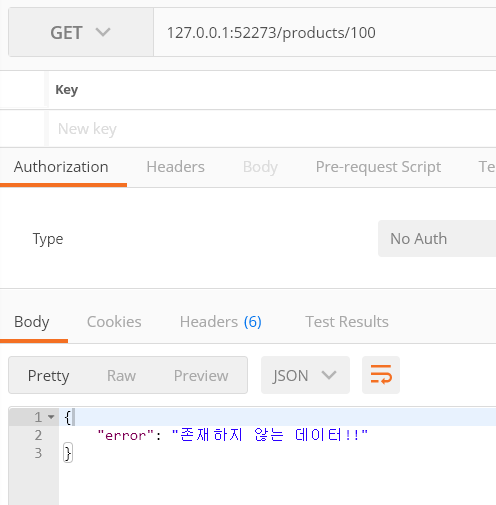 GET 127.0.0.1:52273/products/100
Key
New key
Authorization Headers Body Pre-request Script Te
Type No Auth
Body Cookies Headers (6) Test Results
Pretty Raw Preview JSON
1 {
2 "error": "존재하지 않는 데이터!!"
3 }